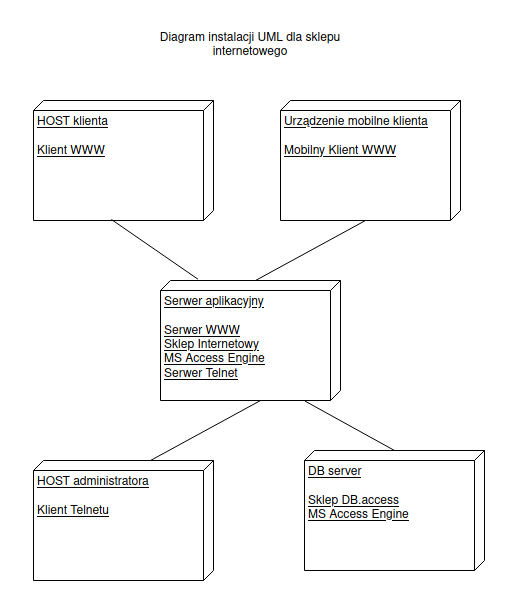 Diagram instalacji UML dla sklepu
internetowego
HOST klienta
Klient WWW
Urządzenie mobilne klienta
Mobilny Klient WWW
Serwer aplikacyjny
Serwer WWW
Sklep Internetowy
MS Access Engine
Serwer Telnet
HOST administratora
Klient Telnetu
DB server
Sklep DB.access
MS Access Engine